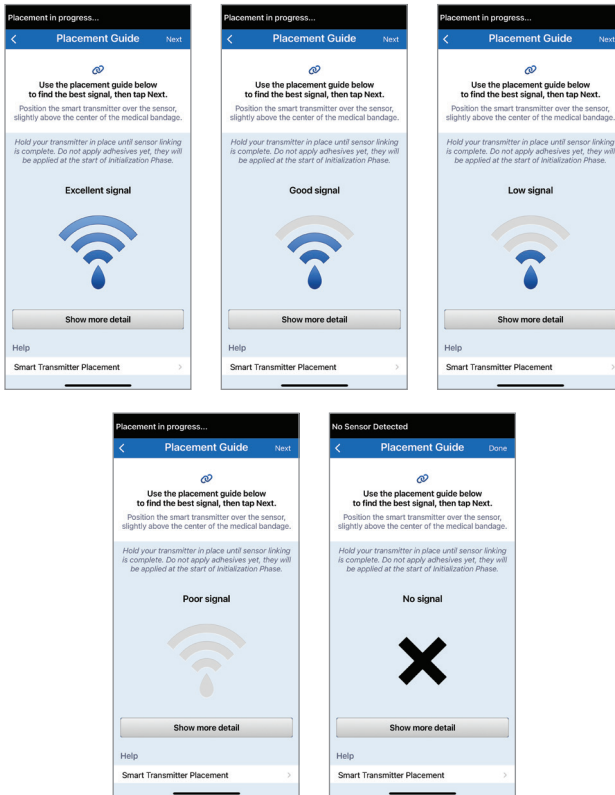 Placement in progress...
Placement Guide Next
Use the placement guide below
to find the best signal, then tap Next.
Position the smart transmitter over the sensor,
slightly above the center of the medical bandage.
Hold your transmitter in place until sensor linking
is complete. Do not apply adhesives yet, they will
be applied at the start of Initialization Phase.
Excellent signal
Show more detail
Help
Smart Transmitter Placement
Placement in progress...
Placement Guide Next
Use the placement guide below
to find the best signal, then tap Next.
Position the smart transmitter over the sensor,
slightly above the center of the medical bandage.
Hold your transmitter in place until sensor linking
is complete. Do not apply adhesives yet, they will
be applied at the start of Initialization Phase.
Good signal
Show more detail
Help
Smart Transmitter Placement
Placement in progress...
Placement Guide Next
Use the placement guide below
to find the best signal, then tap Next.
Position the smart transmitter over the sensor,
slightly above the center of the medical bandage.
Hold your transmitter in place until sensor linking
is complete. Do not apply adhesives yet, they will
be applied at the start of Initialization Phase.
Low signal
Show more detail
Help
Smart Transmitter Placement
Placement in progress...
Placement Guide Next
Use the placement guide below
to find the best signal, then tap Next.
Position the smart transmitter over the sensor,
slightly above the center of the medical bandage.
Hold your transmitter in place until sensor linking
is complete. Do not apply adhesives yet, they will
be applied at the start of Initialization Phase.
Poor signal
Show more detail
Help
Smart Transmitter Placement
No Sensor Detected
Placement Guide Done
Use the placement guide below
to find the best signal, then tap Next.
Position the smart transmitter over the sensor,
slightly above the center of the medical bandage.
Hold your transmitter in place until sensor linking
is complete. Do not apply adhesives yet, they will
be applied at the start of Initialization Phase.
No signal
Show more detail
Help
Smart Transmitter Placement